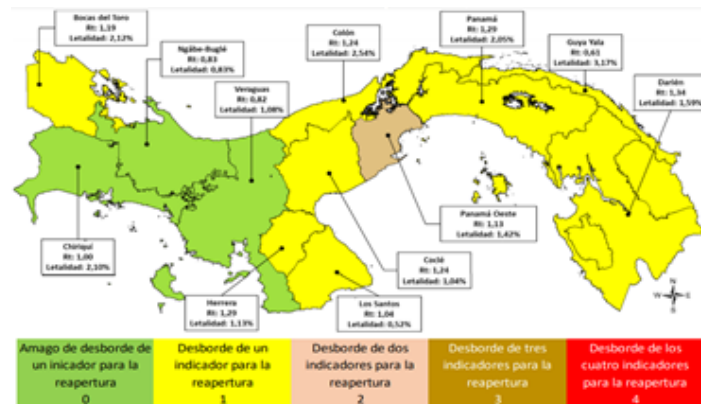 Bocas del Toro
Rt: 1,19
Letalidad: 2,12%
Ngäbe-Buglé
Rt: 0,83
Letalidad: 0,83%
Veraguas
Rt: 0,82
Letalidad: 1,08%
Colón
Rt: 1,24
Letalidad: 2,54%
Panamá
Rt: 1,29
Letalidad: 2,05%
Guya Yala
Rt: 0,61
Letalidad: 3,17%
Darién
Rt: 1,34
Letalidad: 1,59%
Chiriquí
Rt: 1,00
Letalidad: 2,10%
Herrera
Rt: 1,29
Letalidad: 1,13%
Los Santos
Rt: 1,04
Letalidad: 0,52%
Coclé
Rt: 1,24
Letalidad: 1,04%
Panamá Oeste
Rt: 1,13
Letalidad: 1,42%
N
W E
S
Amago de desborde de
un inicador para la
reapertura
0
Desborde de un
indicador para la
reapertura
1
Desborde de dos
indicadores para la
reapertura
2
Desborde de tres
indicadores para la
reapertura
3
Desborde de los
cuatro indicadores
para la reapertura
4